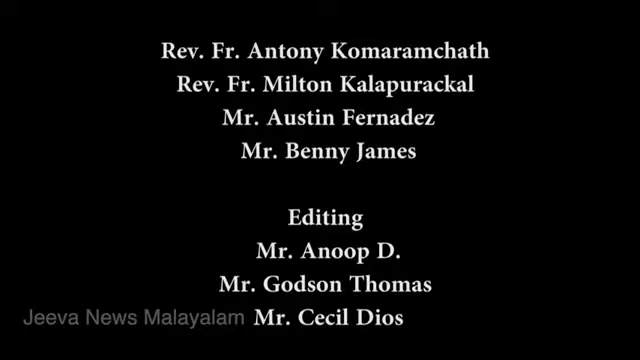 Rev. Fr. Antony Komaramchath
Rev. Fr. Milton Kalapurackal
Mr. Austin Fernadez
Mr. Benny James
Editing
Mr. Anoop D.
Mr. Godson Thomas
Jeeva News Malayalam
Mr. Cecil Dios